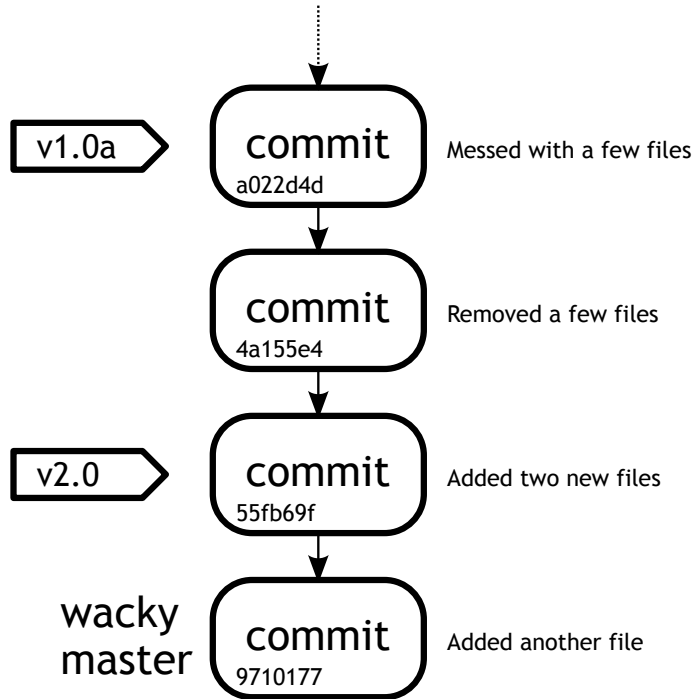 v1.0a
commit
a022d4d
Messed with a few files
commit
4a155e4
Removed a few files
v2.0
commit
55fb69f
Added two new files
wacky
master
commit
9710177
Added another file